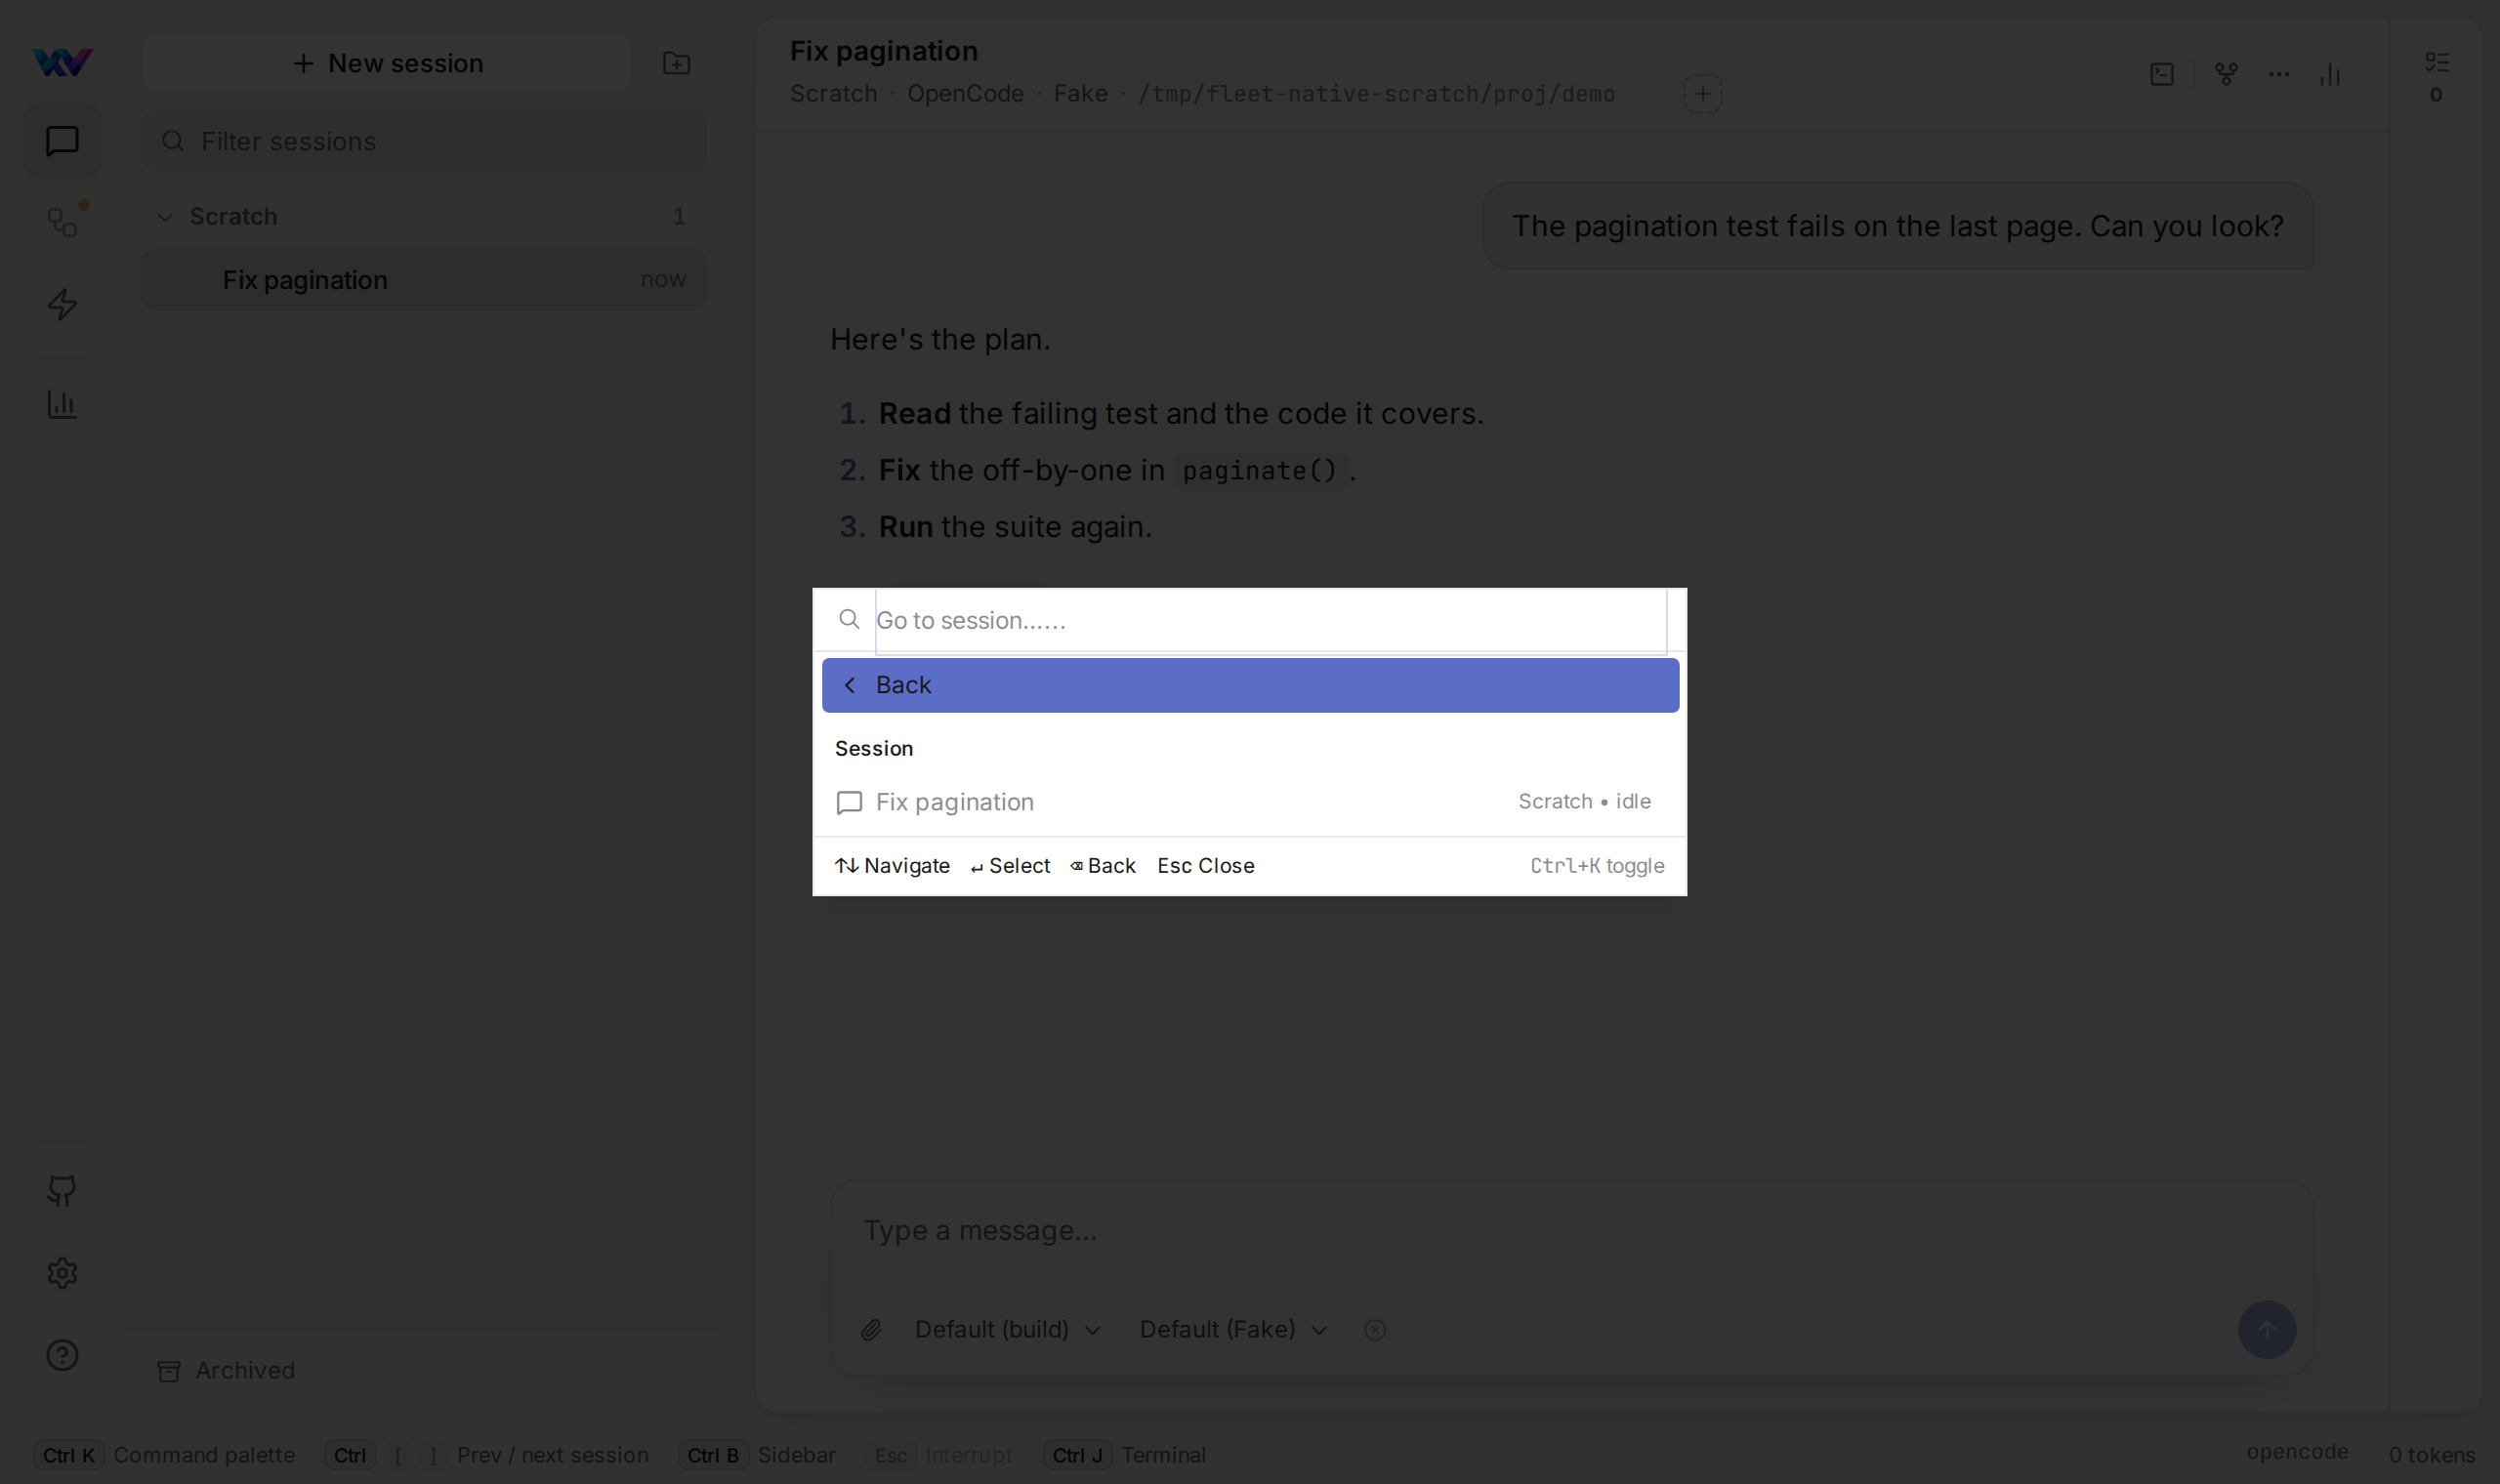 New session
Filter sessions
Scratch 1
Fix pagination now
Archived
Fix pagination
Scratch · OpenCode · Fake · /tmp/fleet-native-scratch/proj/demo
0
The pagination test fails on the last page. Can you look?
Here's the plan.
1. Read the failing test and the code it covers.
2. Fix the off-by-one in paginate().
3. Run the suite again.
Go to session......
Back
Session
Fix pagination Scratch • idle
↑↓ Navigate ↵ Select ⌫ Back Esc Close Ctrl+K toggle
Type a message...
Default (build) Default (Fake)
Ctrl K Command palette Ctrl [ ] Prev / next session Ctrl B Sidebar Esc Interrupt Ctrl J Terminal opencode 0 tokens